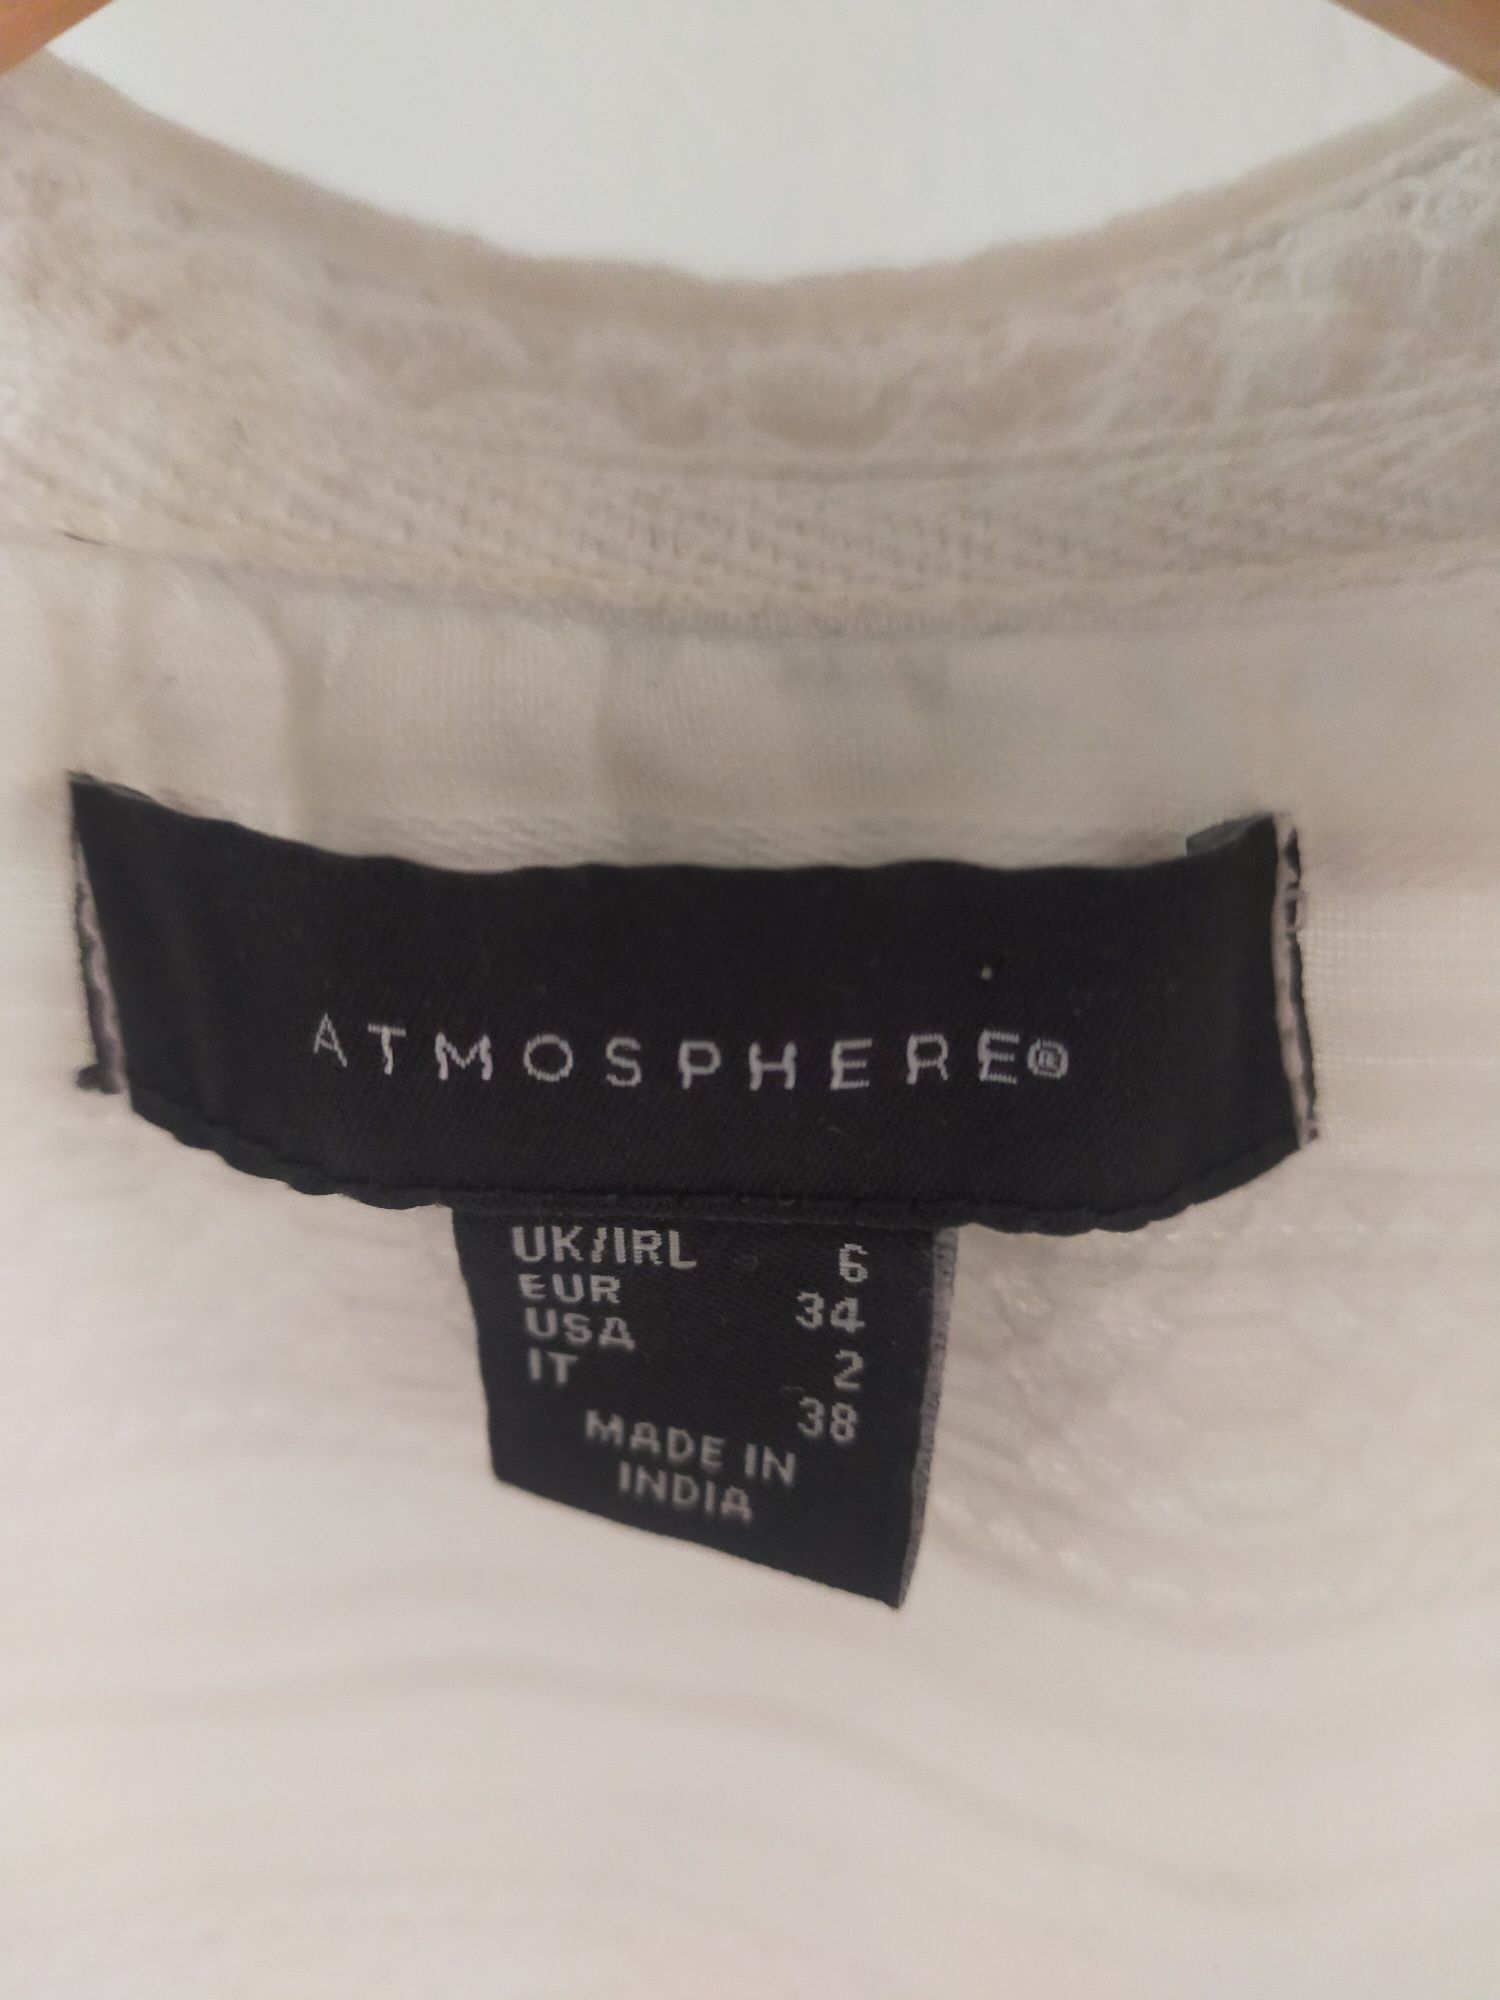 ATMOSPHERE®
UK/IRL 6
EUR 34
USA 2
IT 38
MADE IN
INDIA